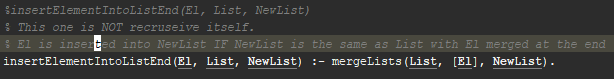 %insertElementIntoListEnd(El, List, NewList)
% This one is NOT recruseive itself.
% El is inserted into NewList IF NewList is the same as List with El merged at the end
insertElementIntoListEnd(El, List, NewList) :- mergeLists(List, [El], NewList).